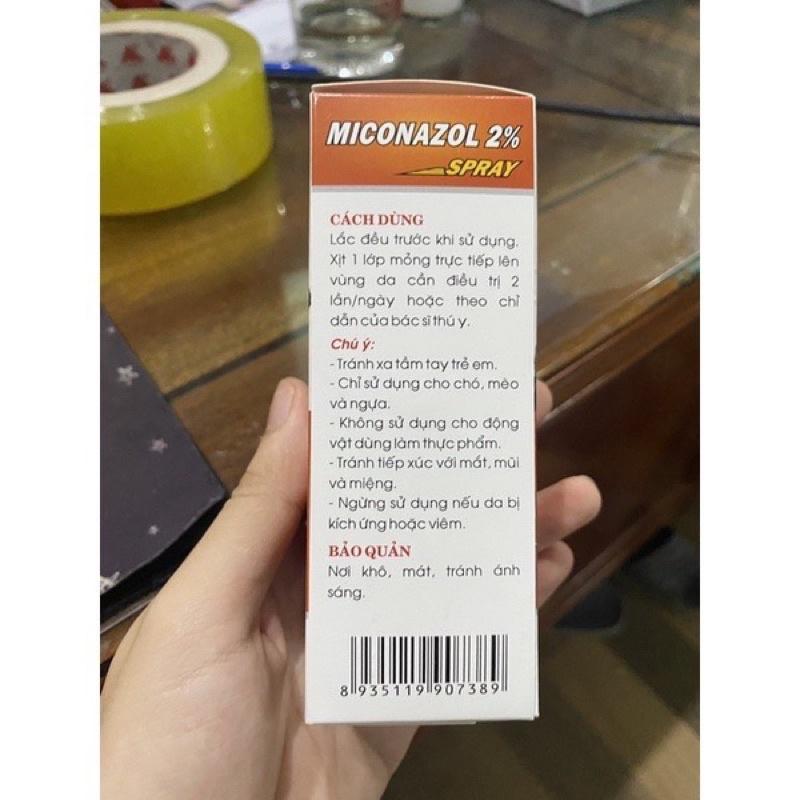 MICONAZOL 2%
SPRAY
CÁCH DÙNG
Lắc đều trước khi sử dụng.
Xịt 1 lớp mỏng trực tiếp lên
vùng da cần điều trị 2
lần/ngày hoặc theo chỉ
dẫn của bác sĩ thú y.
Chú ý:
- Tránh xa tầm tay trẻ em.
- Chỉ sử dụng cho chó, mèo
và ngựa.
- Không sử dụng cho động
vật dùng làm thực phẩm.
- Tránh tiếp xúc với mắt, mũi
và miệng.
- Ngừng sử dụng nếu da bị
kích ứng hoặc viêm.
BẢO QUẢN
Nơi khô, mát, tránh ánh
sáng.
8 935119 907389